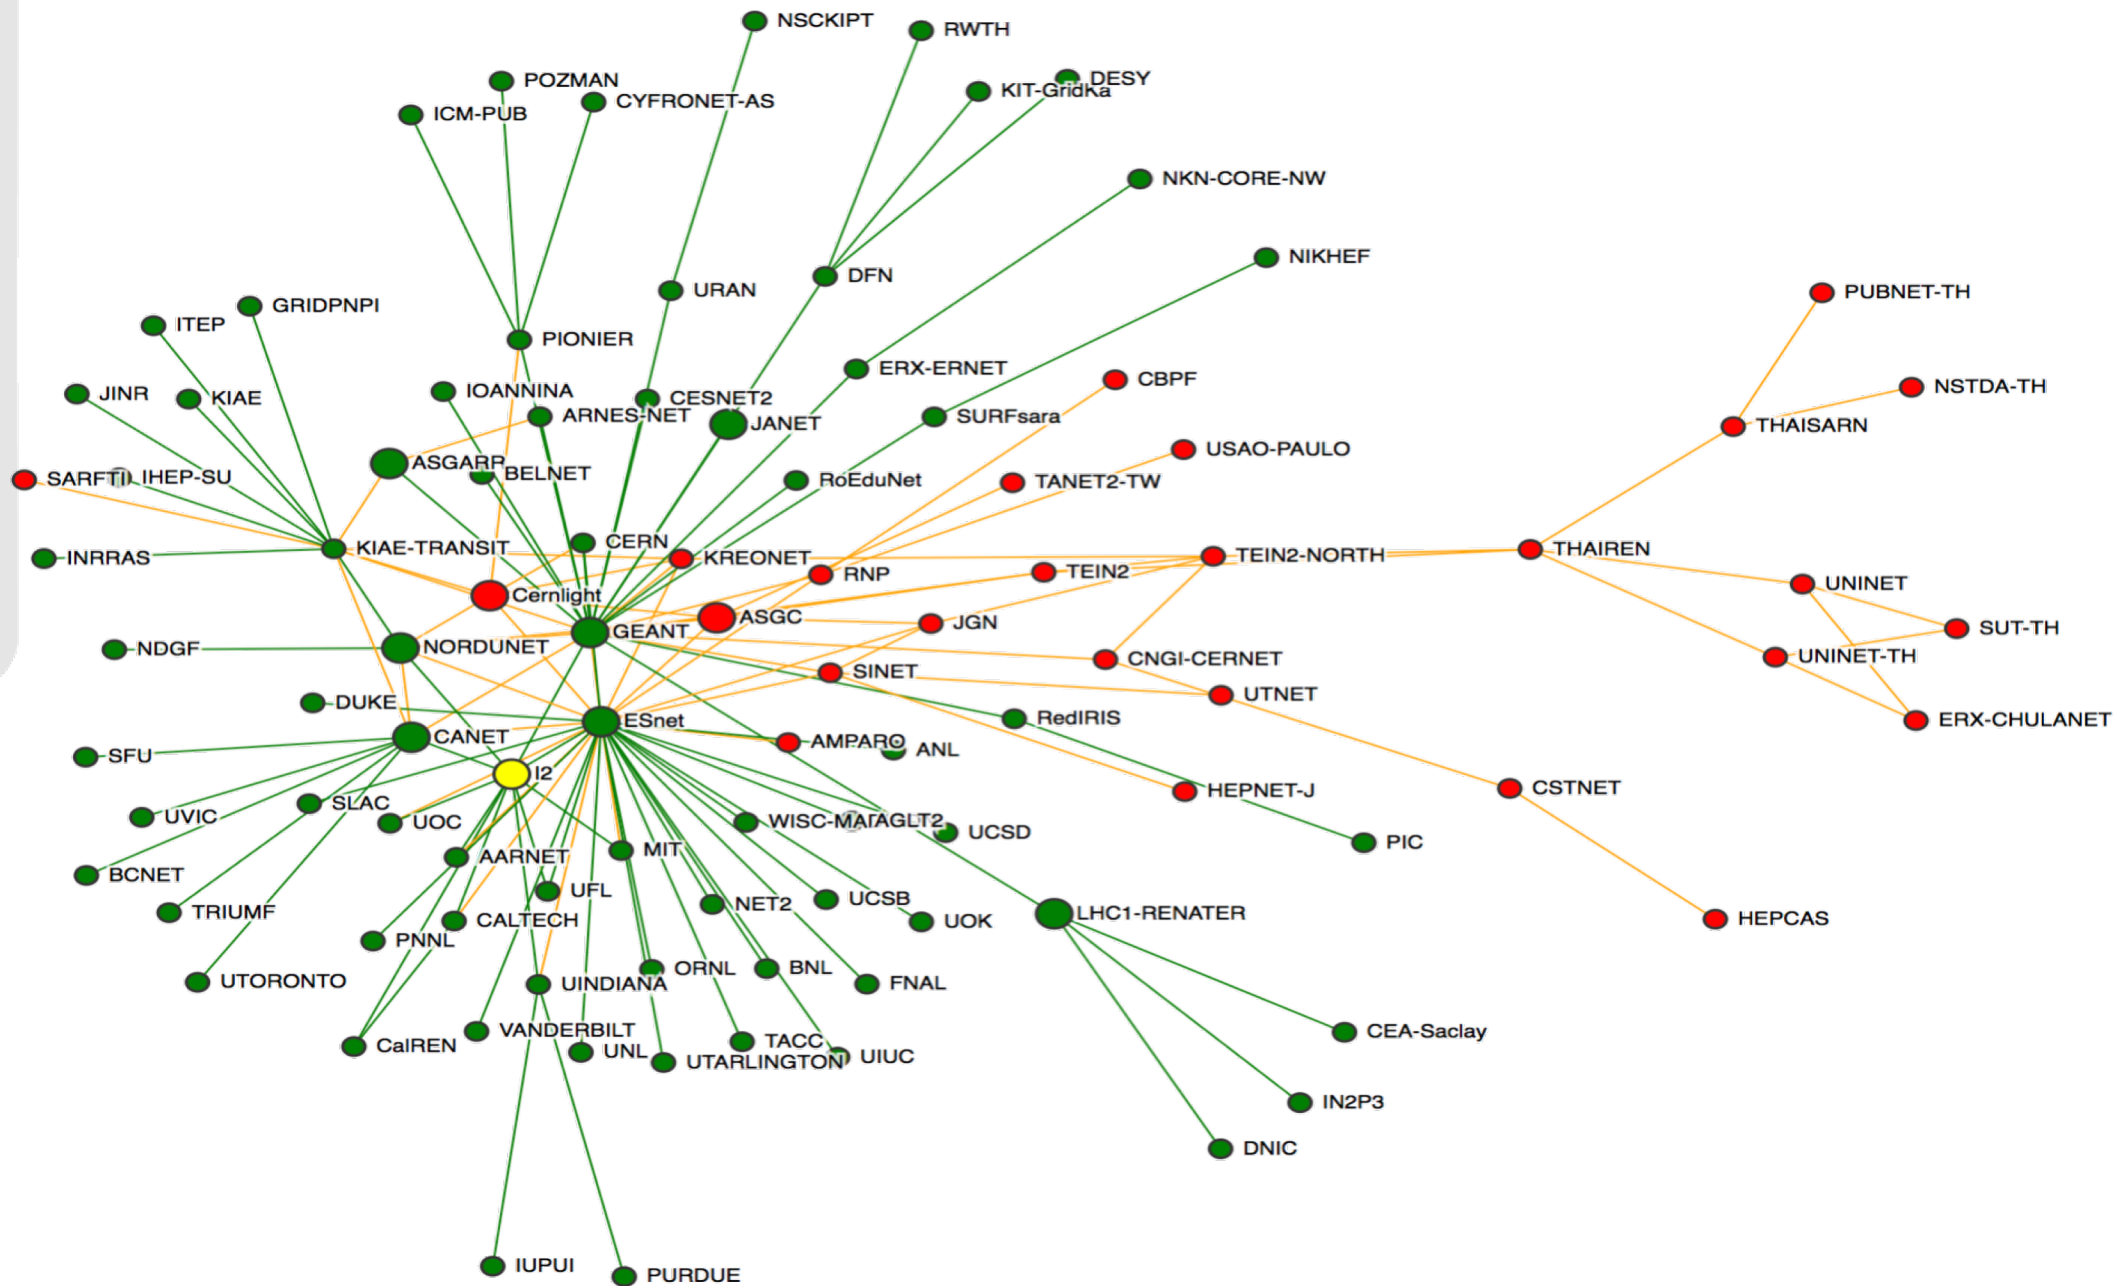 NSCKIPT
RWTH
POZMAN
DESY
KIT-GridKa
CYFRONET-AS
ICM-PUB
NKN-CORE-NW
NIKHEF
DFN
URAN
PUBNET-TH
GRIDPNPI
ITEP
PIONIER
ERX-ERNET
CBPF
NSTDA-TH
IOANNINA
JINR
KIAE
CESNET2
ARNES-NET
SURFsara
JANET
THAISARN
USAO-PAULO
ASGARR
BELNET
SARFTI
IHEP-SU
RoEduNet
TANET2-TW
CERN
KIAE-TRANSIT
THAIREN
TEIN2-NORTH
INRRAS
KREONET
TEIN2
RNP
UNINET
Cernlight
ASGC
JGN
SUT-TH
GEANT
NORDUNET
NDGF
UNINET-TH
CNGI-CERNET
SINET
UTNET
DUKE
RedIRIS
ESnet
ERX-CHULANET
CANET
AMPARO
ANL
SFU
I2
CSTNET
HEPNET-J
SLAC
UVIC
UOC
WISC-MADI
AGLT2
UCSD
PIC
MIT
AARNET
BCNET
UFL
UCSB
NET2
TRIUMF
LHC1-RENATER
CALTECH
UOK
HEPCAS
PNNL
ORNL
BNL
UTORONTO
UINDIANA
FNAL
VANDERBILT
CEA-Saclay
TACC
CalREN
UNL
UTARLINGTON
UIUC
IN2P3
DNIC
IUPUI
PURDUE